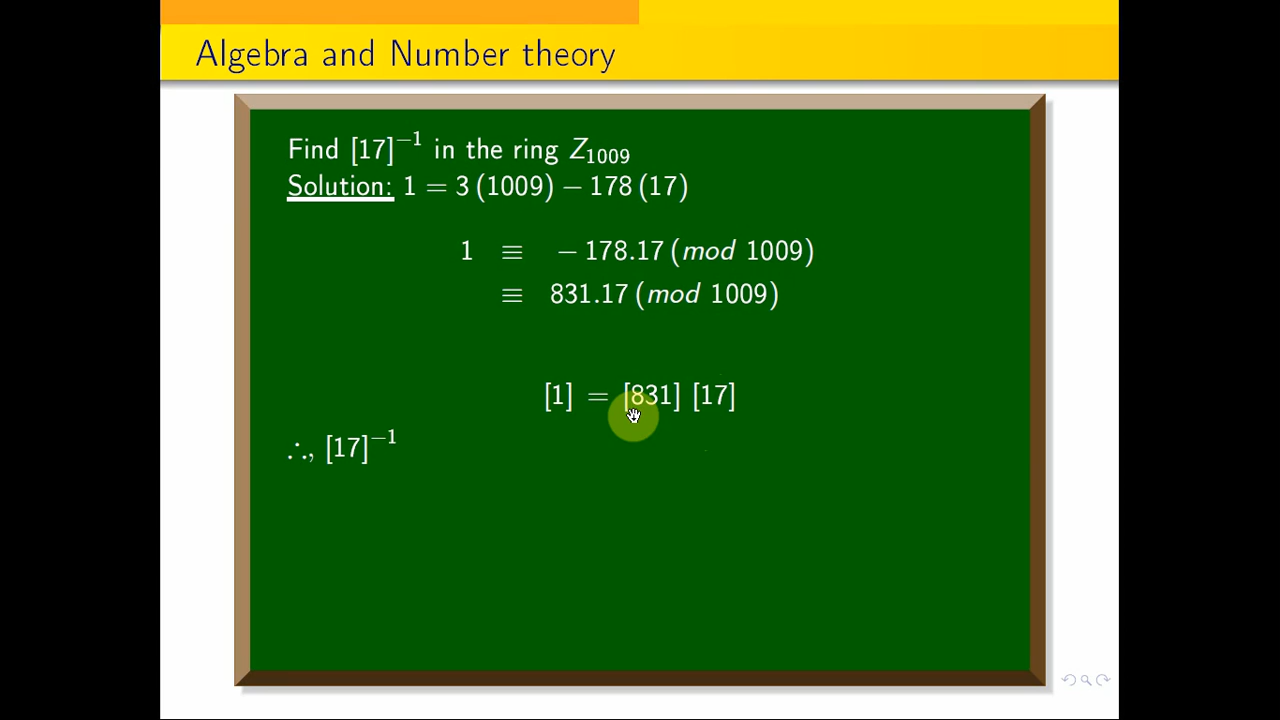 Algebra and Number theory
Find [17]⁻¹ in the ring Z₁₀₀₉
Solution: 1 = 3 (1009) − 178 (17)
1 ≡ − 178.17 (mod 1009)
≡ 831.17 (mod 1009)
[1] = [831] [17]
∴, [17]⁻¹